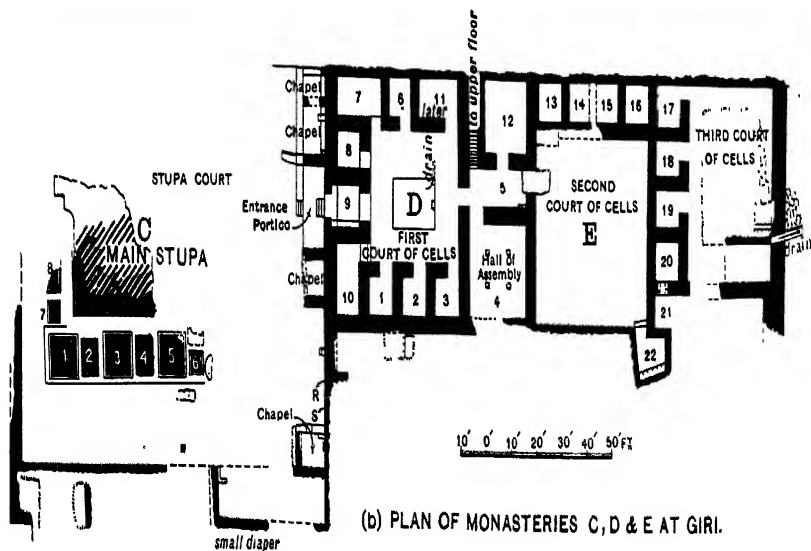 to upper floor
Chapel
7
6
11
later
13
14
15
16
17
Chapel
drain
12
THIRD COURT
OF CELLS
8
18
STUPA COURT
5
SECOND
COURT OF CELLS
Entrance
Portico
9
D
19
E
C
MAIN STUPA
FIRST
COURT OF CELLS
Hall of
Assembly
drain
8
Chapel
20
7
10
1
2
3
4
21
1
2
3
4
5
6
22
R
S
Chapel
10' 0' 10' 20' 30' 40' 50' FT
(b) PLAN OF MONASTERIES C, D & E AT GIRI.
small diaper